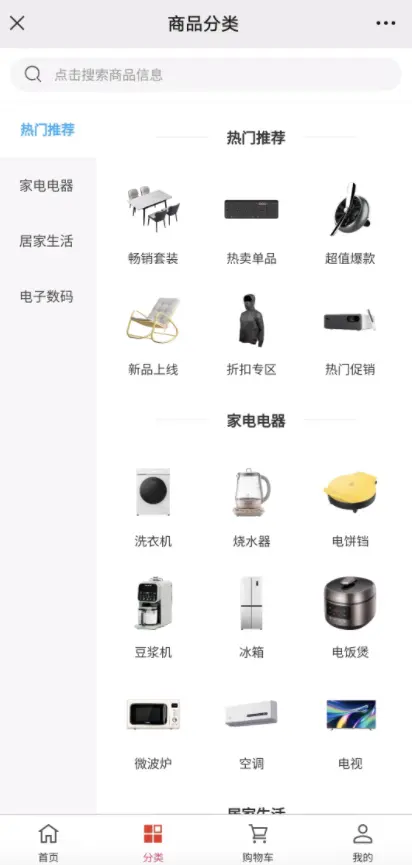 商品分类
点击搜索商品信息
热门推荐
家电电器
居家生活
电子数码
热门推荐
畅销套装
热卖单品
超值爆款
新品上线
折扣专区
热门促销
家电电器
洗衣机
烧水器
电饼铛
豆浆机
冰箱
电饭煲
微波炉
空调
电视
居家生活
首页
分类
购物车
我的